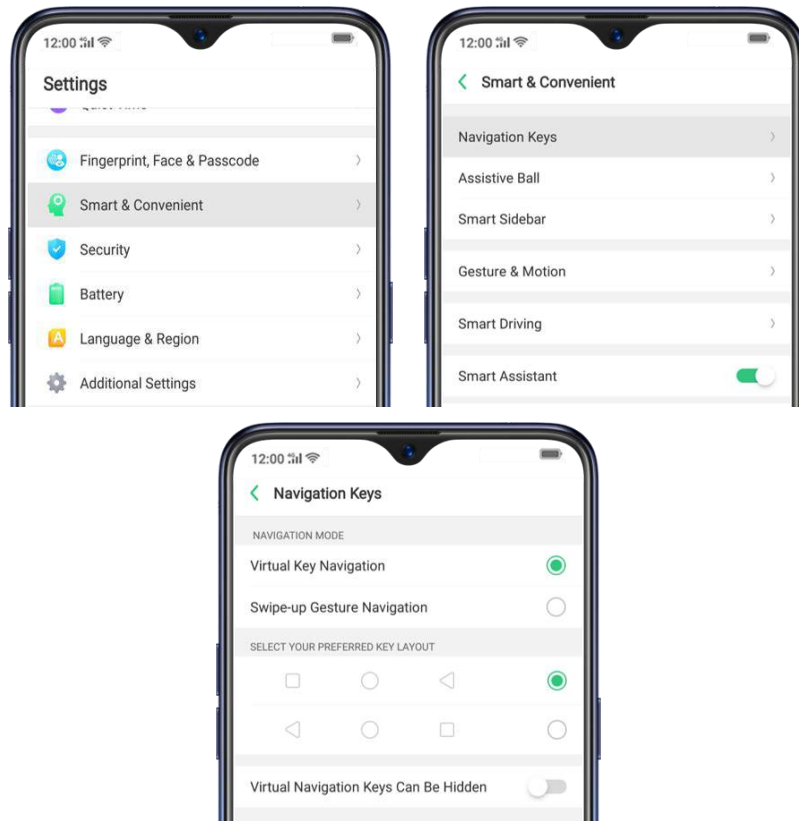 12:00
Settings
Fingerprint, Face & Passcode
Smart & Convenient
Security
Battery
Language & Region
Additional Settings
12:00
Smart & Convenient
Navigation Keys
Assistive Ball
Smart Sidebar
Gesture & Motion
Smart Driving
Smart Assistant
12:00
Navigation Keys
NAVIGATION MODE
Virtual Key Navigation
Swipe-up Gesture Navigation
SELECT YOUR PREFERRED KEY LAYOUT
Virtual Navigation Keys Can Be Hidden